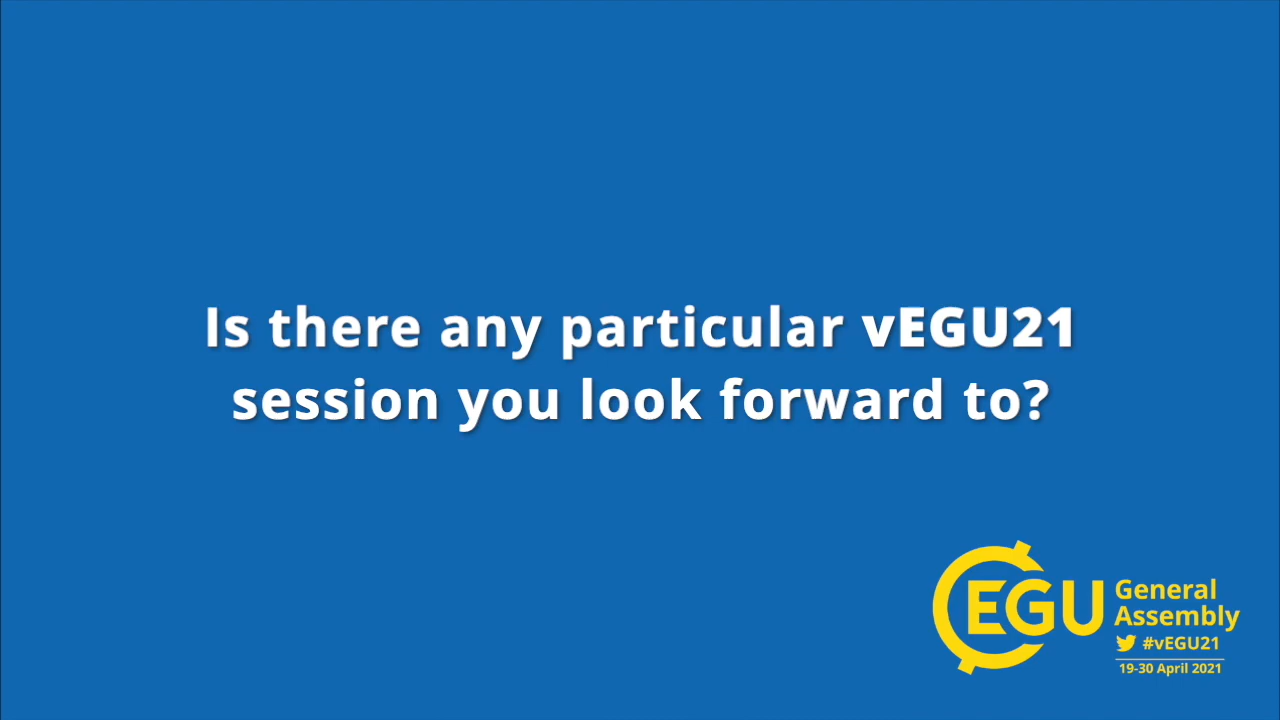 Is there any particular vEGU21
session you look forward to?
EGU
General
Assembly
#vEGU21
19-30 April 2021